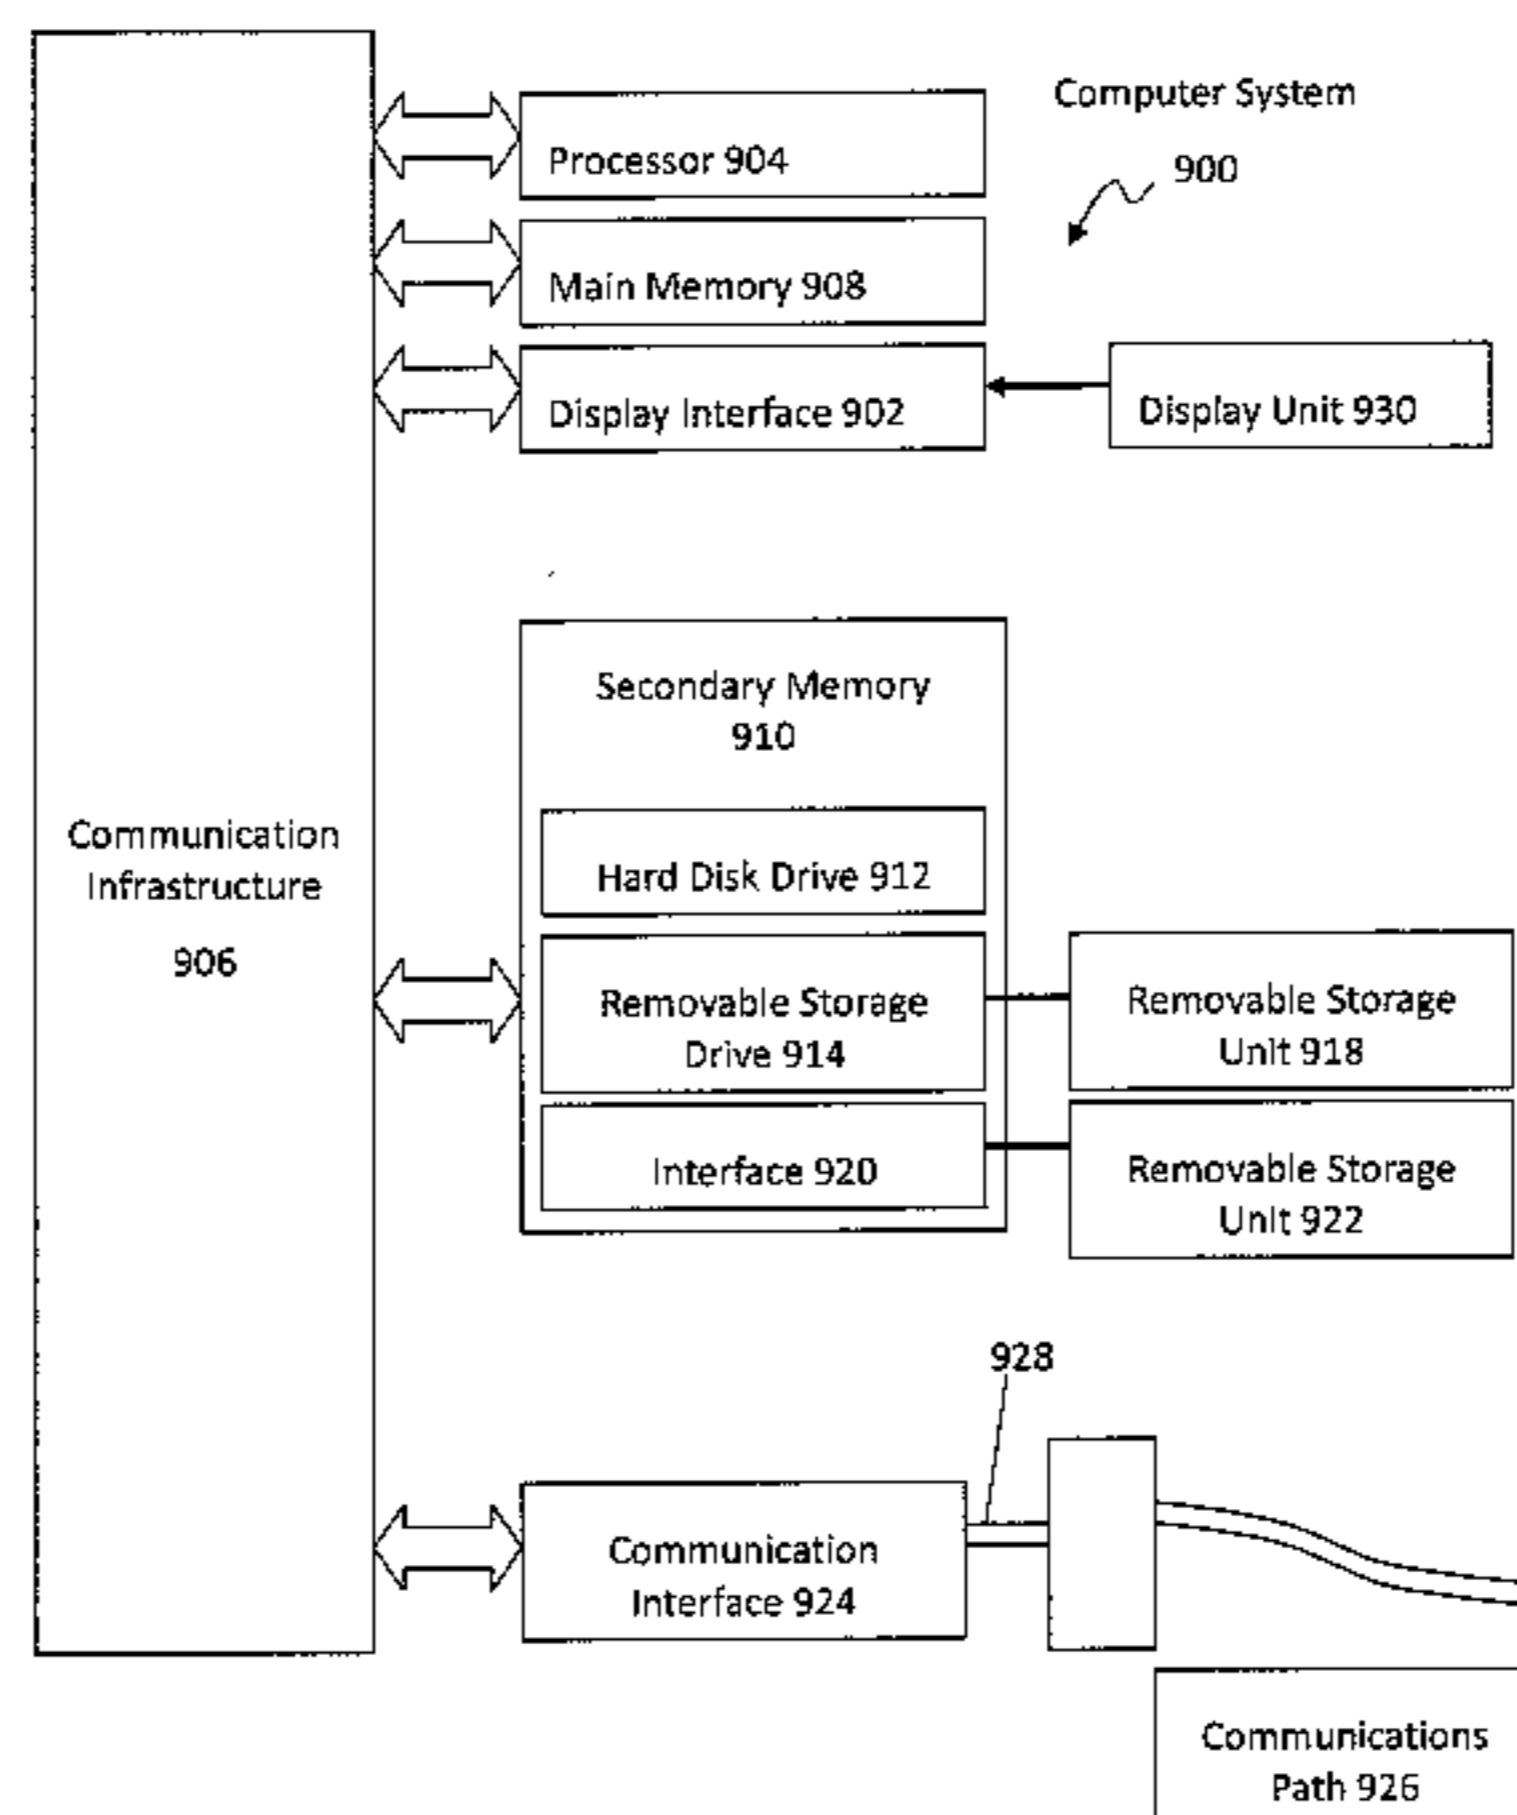 Computer System
900
Processor 904
Main Memory 908
Display Interface 902
Display Unit 930
Secondary Memory
910
Hard Disk Drive 912
Communication
Infrastructure
906
Removable Storage
Drive 914
Removable Storage
Unit 918
Interface 920
Removable Storage
Unit 922
928
Communication
Interface 924
Communications
Path 926